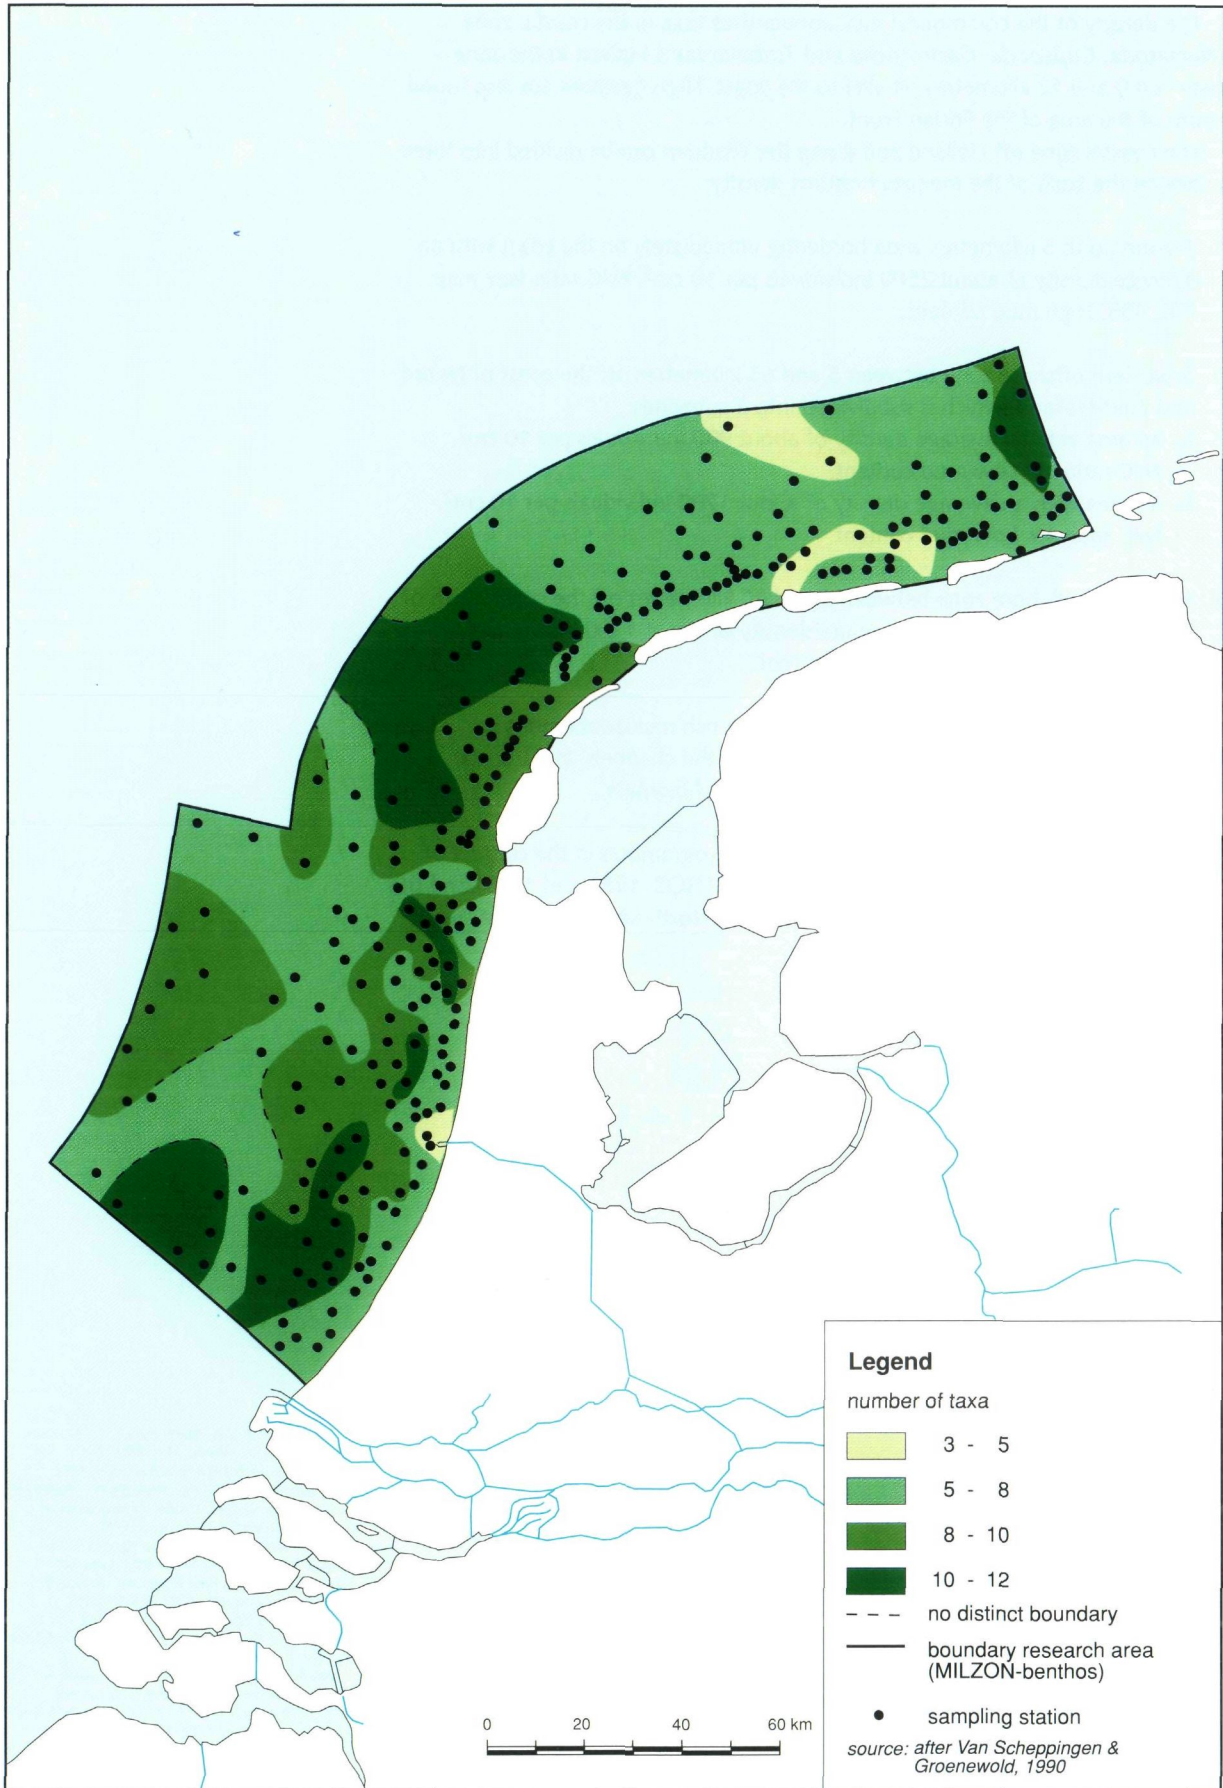 Legend
number of taxa
3 - 5
5 - 8
8 - 10
10 - 12
no distinct boundary
boundary research area
(MILZON-benthos)
sampling station
source: after Van Scheppingen &
Groenewold, 1990
0 20 40 60 km